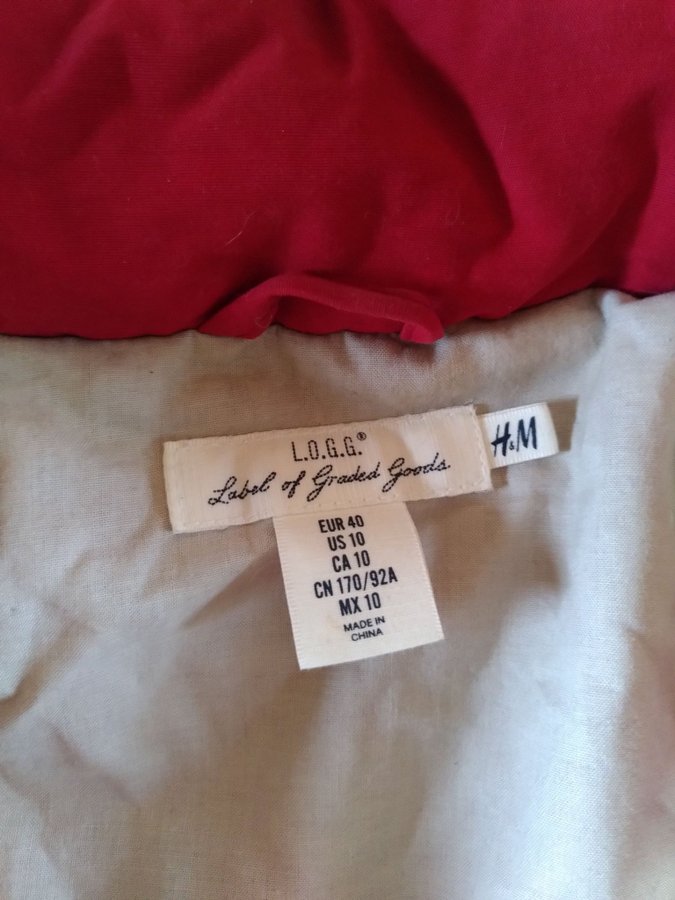 L.O.G.G.®
Label of Graded Goods
H&M
EUR 40
US 10
CA 10
CN 170/92A
MX 10
MADE IN
CHINA